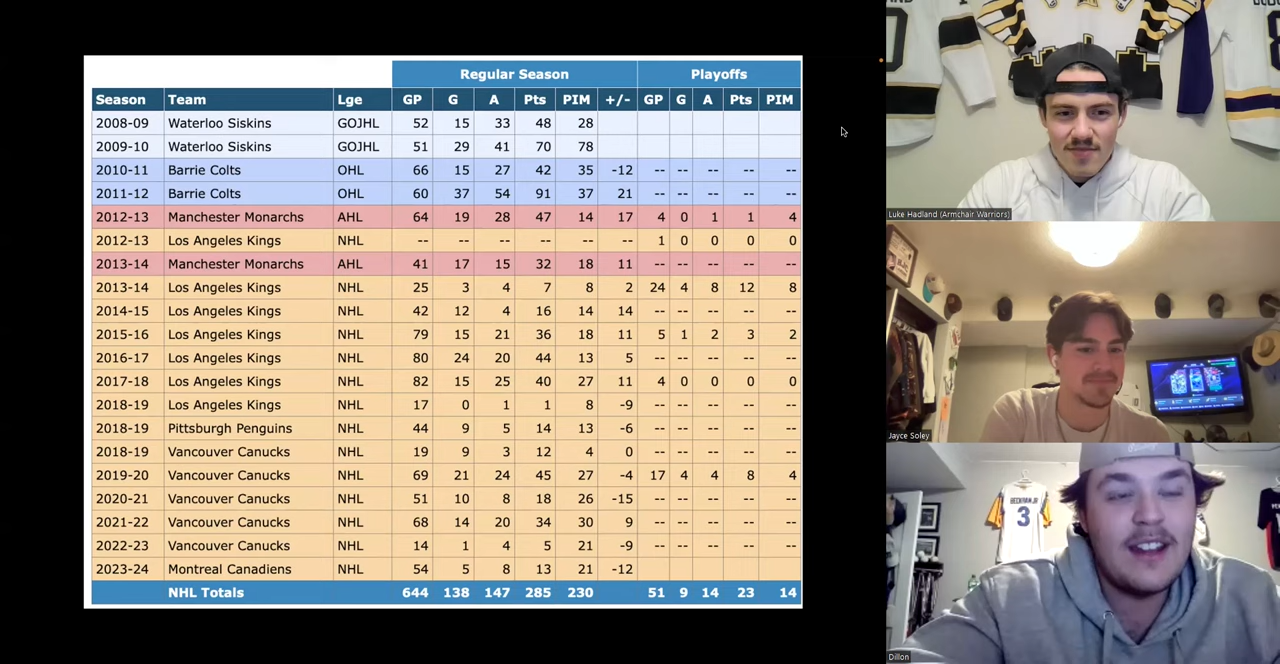 Regular Season Playoffs
Season Team Lge GP G A Pts PIM +/- GP G A Pts PIM
2008-09 Waterloo Siskins GOJHL 52 15 33 48 28
2009-10 Waterloo Siskins GOJHL 51 29 41 70 78
2010-11 Barrie Colts OHL 66 15 27 42 35 -12 -- -- -- -- --
2011-12 Barrie Colts OHL 60 37 54 91 37 21 -- -- -- -- --
2012-13 Manchester Monarchs AHL 64 19 28 47 14 17 4 0 1 1 4
2012-13 Los Angeles Kings NHL -- -- -- -- -- -- 1 0 0 0 0
2013-14 Manchester Monarchs AHL 41 17 15 32 18 11 -- -- -- -- --
2013-14 Los Angeles Kings NHL 25 3 4 7 8 2 24 4 8 12 8
2014-15 Los Angeles Kings NHL 42 12 4 16 14 14 -- -- -- -- --
2015-16 Los Angeles Kings NHL 79 15 21 36 18 11 5 1 2 3 2
2016-17 Los Angeles Kings NHL 80 24 20 44 13 5 -- -- -- -- --
2017-18 Los Angeles Kings NHL 82 15 25 40 27 11 4 0 0 0 0
2018-19 Los Angeles Kings NHL 17 0 1 1 8 -9 -- -- -- -- --
2018-19 Pittsburgh Penguins NHL 44 9 5 14 13 -6 -- -- -- -- --
2018-19 Vancouver Canucks NHL 19 9 3 12 4 0 -- -- -- -- --
2019-20 Vancouver Canucks NHL 69 21 24 45 27 -4 17 4 4 8 4
2020-21 Vancouver Canucks NHL 51 10 8 18 26 -15 -- -- -- -- --
2021-22 Vancouver Canucks NHL 68 14 20 34 30 9 -- -- -- -- --
2022-23 Vancouver Canucks NHL 14 1 4 5 21 -9 -- -- -- -- --
2023-24 Montreal Canadiens NHL 54 5 8 13 21 -12
NHL Totals 644 138 147 285 230 51 9 14 23 14
Luke Hadland (Armchair Warriors)
Jayce Soley
BECKHAM JR
3
Dillon